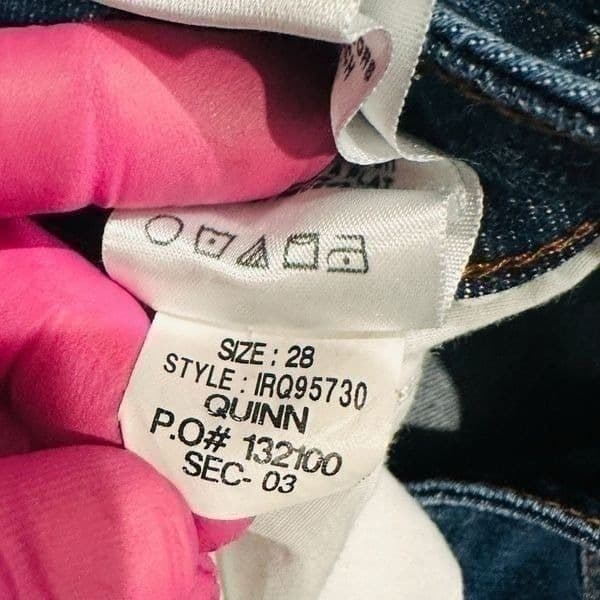 SIZE : 28
STYLE : IRQ95730
QUINN
P.O# 132100
SEC- 03